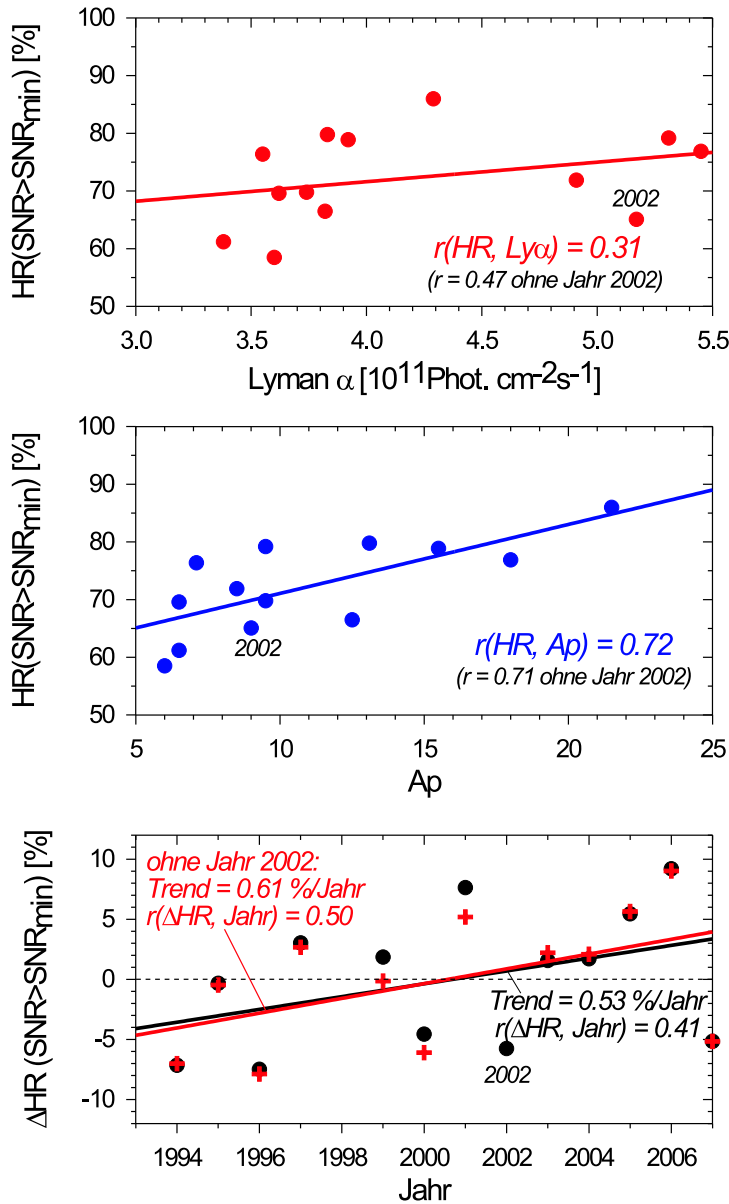 HR(SNR>SNRmin) [%]
100
90
80
70
60
50
2002
r(HR, Lyα) = 0.31
(r = 0.47 ohne Jahr 2002)
3.0 3.5 4.0 4.5 5.0 5.5
Lyman α [10¹¹Phot. cm-2s-1]
HR(SNR>SNRmin) [%]
100
90
80
70
60
50
2002
r(HR, Ap) = 0.72
(r = 0.71 ohne Jahr 2002)
5 10 15 20 25
Ap
ΔHR (SNR>SNRmin) [%]
10
5
0
-5
-10
ohne Jahr 2002:
Trend = 0.61 %/Jahr
r(ΔHR, Jahr) = 0.50
Trend = 0.53 %/Jahr
r(ΔHR, Jahr) = 0.41
2002
1994 1996 1998 2000 2002 2004 2006
Jahr